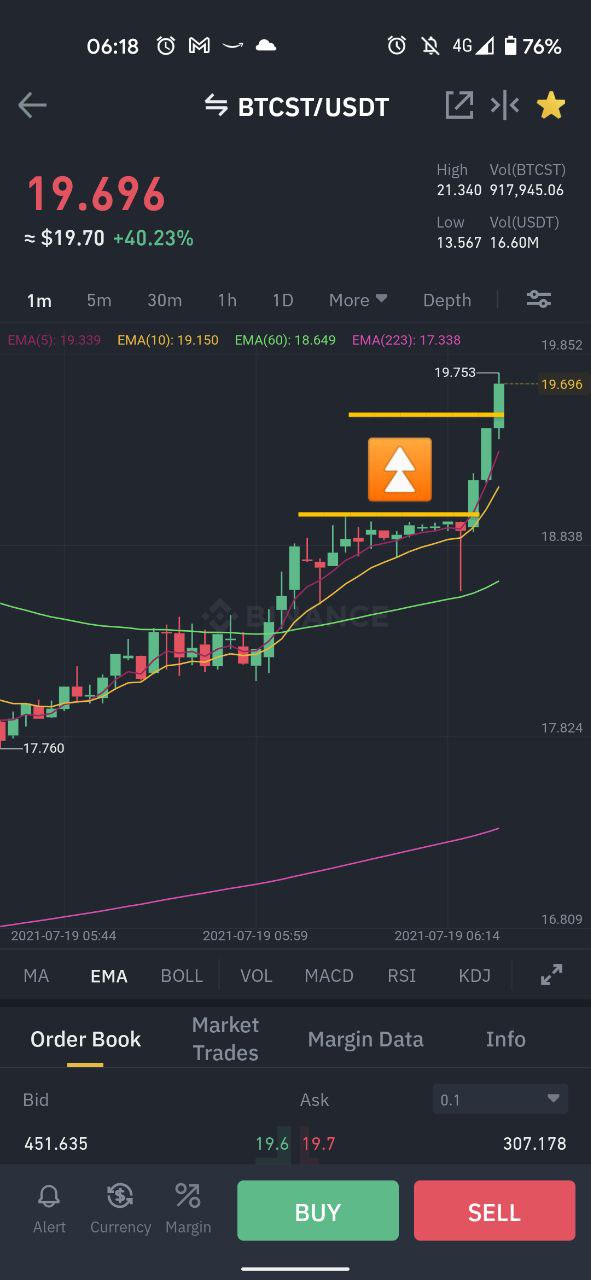 06:18 4G 76%
BTCST/USDT
19.696
≈ $19.70 +40.23%
High Vol(BTCST)
21.340 917,945.06
Low Vol(USDT)
13.567 16.60M
1m 5m 30m 1h 1D More Depth
EMA(5): 19.339 EMA(10): 19.150 EMA(60): 18.649 EMA(223): 17.338
19.852
19.753
19.696
18.838
BINANCE
17.824
17.760
16.809
2021-07-19 05:44 2021-07-19 05:59 2021-07-19 06:14
MA EMA BOLL VOL MACD RSI KDJ
Order Book Market Trades Margin Data Info
Bid Ask 0.1
451.635 19.6 19.7 307.178
Alert Currency Margin BUY SELL